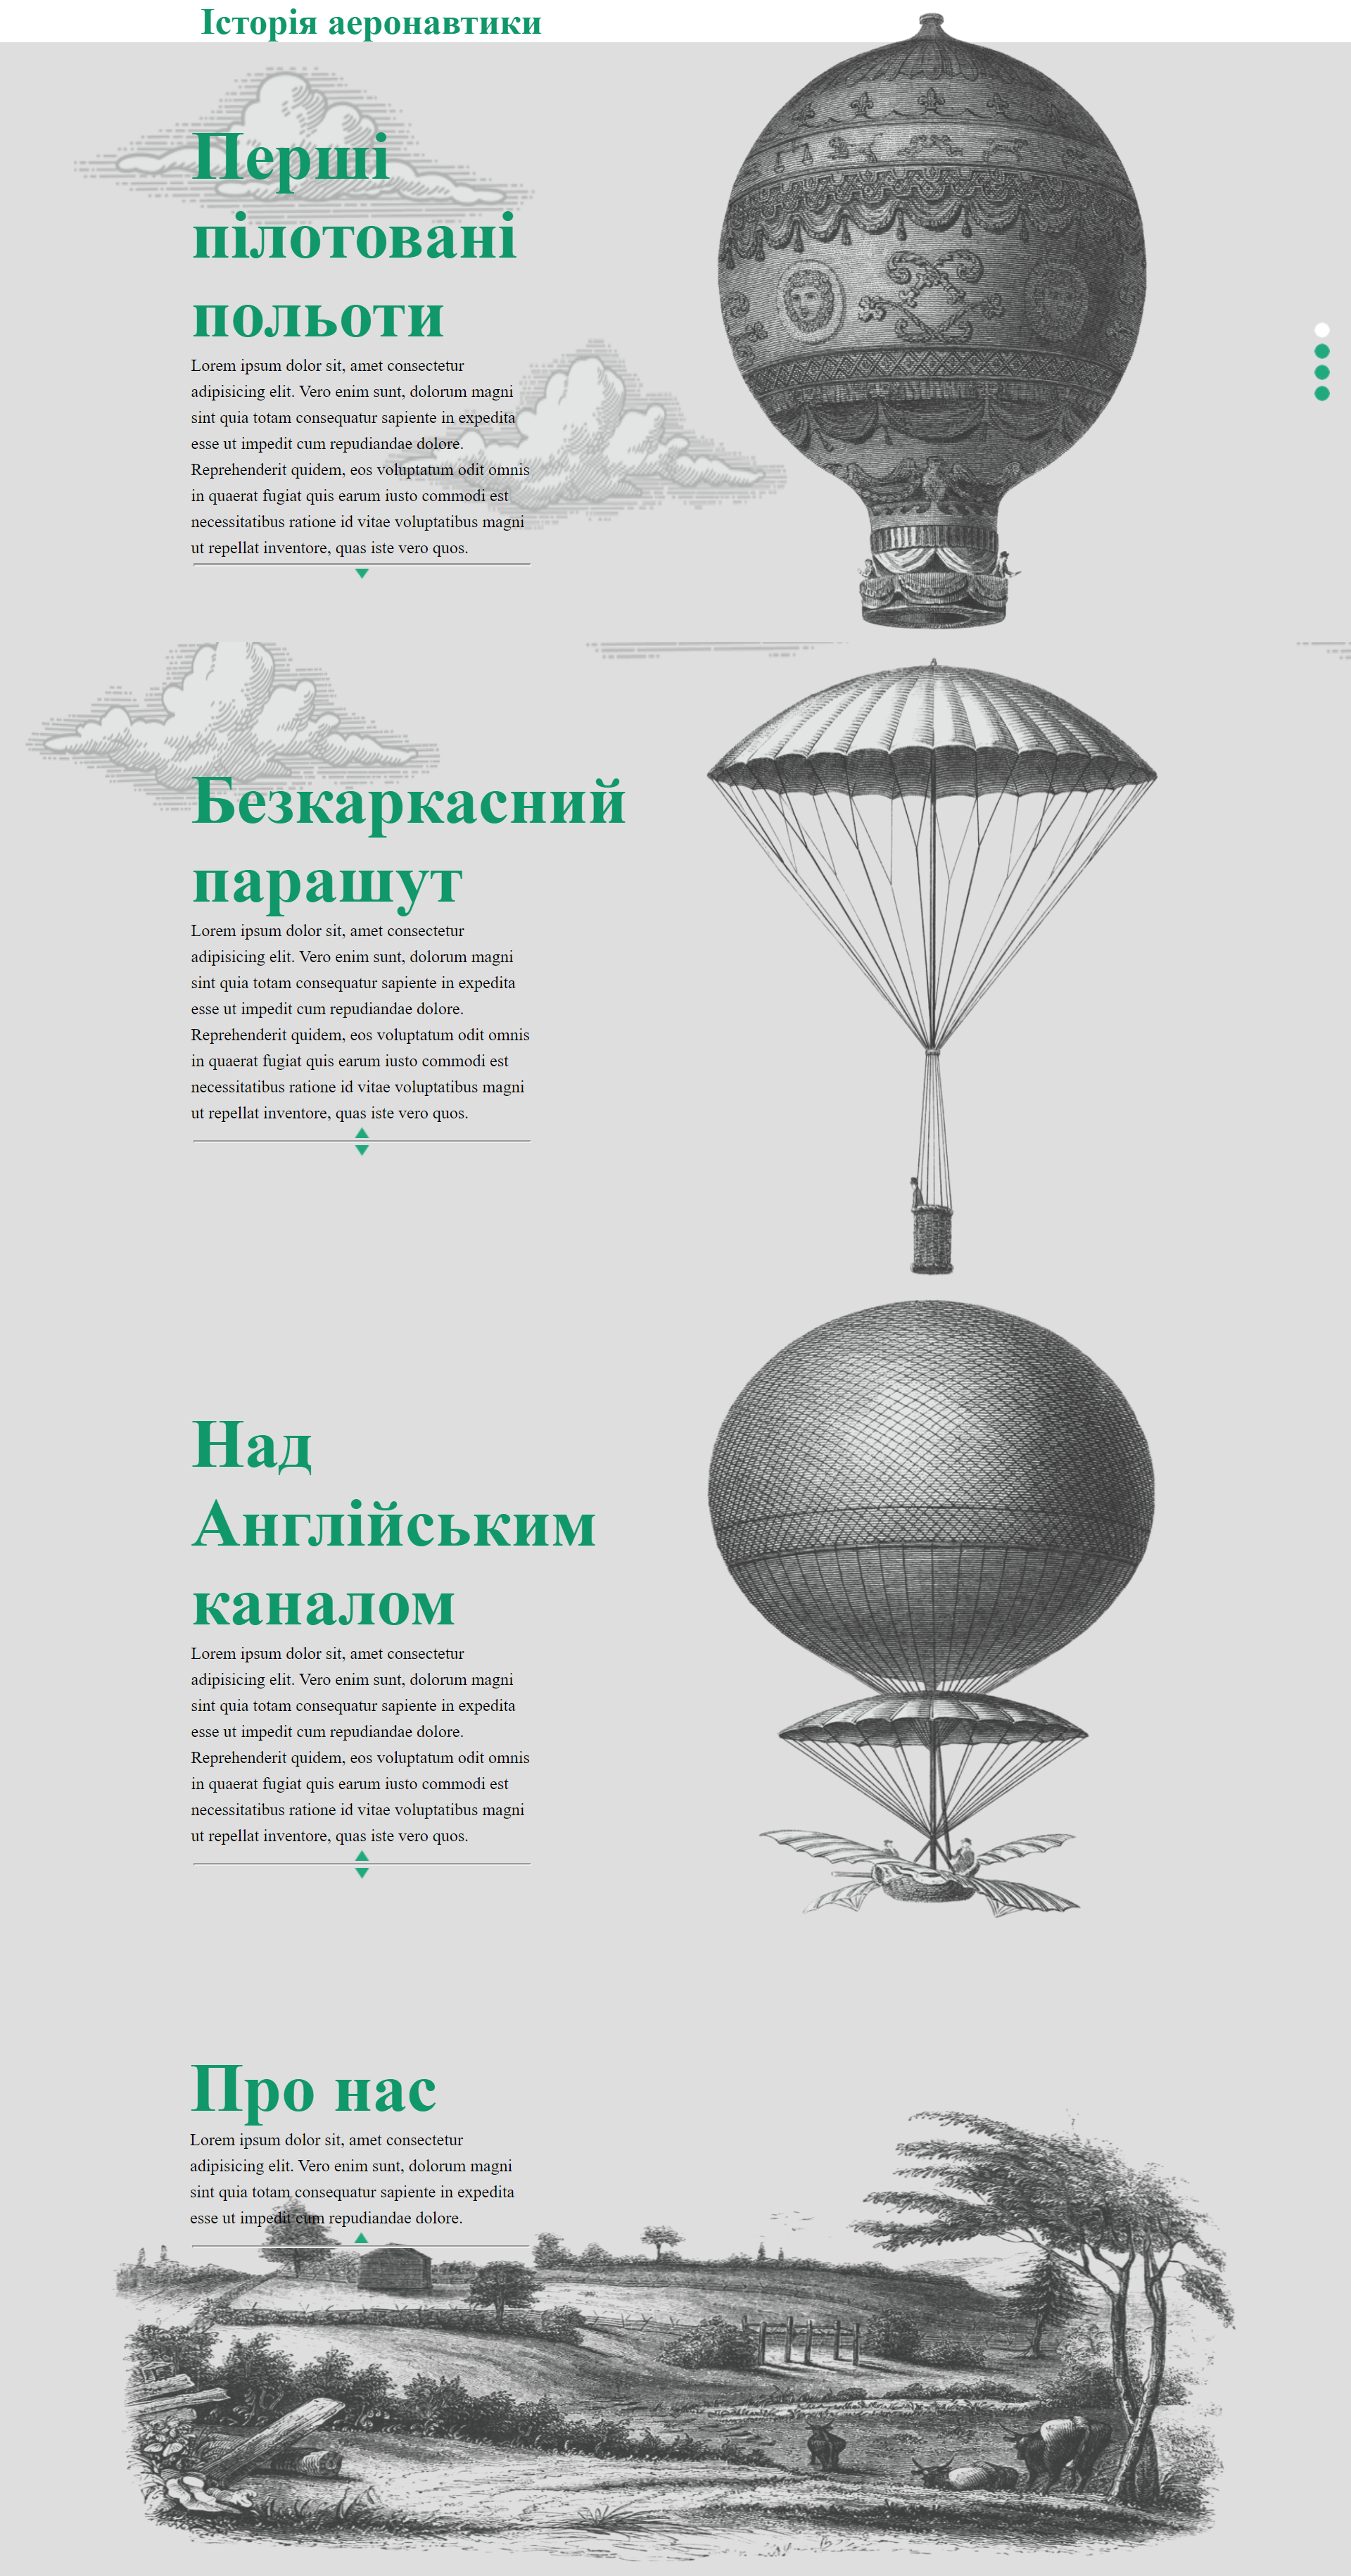 Історія аеронавтики
Перші
пілотовані
польоти
Lorem ipsum dolor sit, amet consectetur
adipisicing elit. Vero enim sunt, dolorum magni
sint quia totam consequatur sapiente in expedita
esse ut impedit cum repudiandae dolore.
Reprehenderit quidem, eos voluptatum odit omnis
in quaerat fugiat quis earum iusto commodi est
necessitatibus ratione id vitae voluptatibus magni
ut repellat inventore, quas iste vero quos.
Безкаркасний
парашут
Lorem ipsum dolor sit, amet consectetur
adipisicing elit. Vero enim sunt, dolorum magni
sint quia totam consequatur sapiente in expedita
esse ut impedit cum repudiandae dolore.
Reprehenderit quidem, eos voluptatum odit omnis
in quaerat fugiat quis earum iusto commodi est
necessitatibus ratione id vitae voluptatibus magni
ut repellat inventore, quas iste vero quos.
Над
Англійським
каналом
Lorem ipsum dolor sit, amet consectetur
adipisicing elit. Vero enim sunt, dolorum magni
sint quia totam consequatur sapiente in expedita
esse ut impedit cum repudiandae dolore.
Reprehenderit quidem, eos voluptatum odit omnis
in quaerat fugiat quis earum iusto commodi est
necessitatibus ratione id vitae voluptatibus magni
ut repellat inventore, quas iste vero quos.
Про нас
Lorem ipsum dolor sit, amet consectetur
adipisicing elit. Vero enim sunt, dolorum magni
sint quia totam consequatur sapiente in expedita
esse ut impedit cum repudiandae dolore.